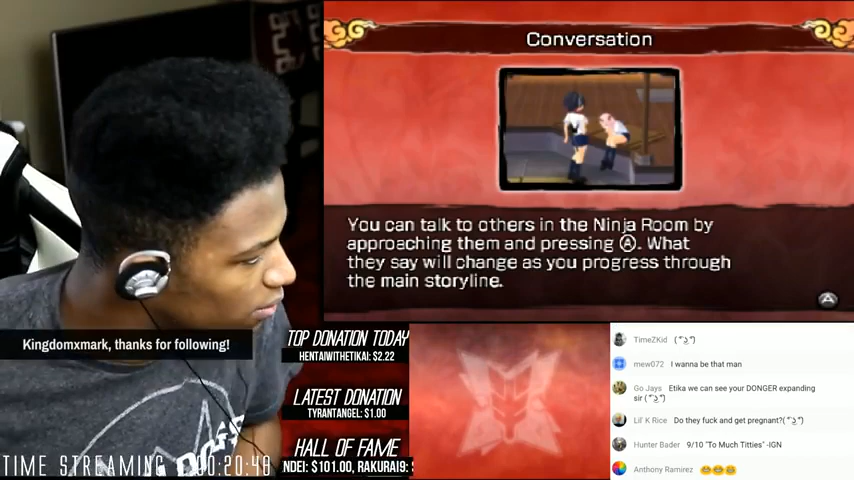 Conversation
You can talk to others in the Ninja Room by
approaching them and pressing Ⓐ. What
they say will change as you progress through
the main storyline.
A
Kingdomxmark, thanks for following!
TOP DONATION TODAY
HENTAIWITHETIKAI: $2.22
LATEST DONATION
TYRANTANGEL: $1.00
HALL OF FAME
NDEI: $101.00, RAKURAI9:
TIME STREAMING 00:20:48
TimeZKid ( ͡° ͜ʖ ͡°)
mew072 I wanna be that man
Go Jays Etika we can see your DONGER expanding
sir ( ͡° ͜ʖ ͡°)
Lil' K Rice Do they fuck and get pregnant?( ͡° ͜ʖ ͡°)
Hunter Bader 9/10 "To Much Titties" -IGN
Anthony Ramirez 😂😂😂